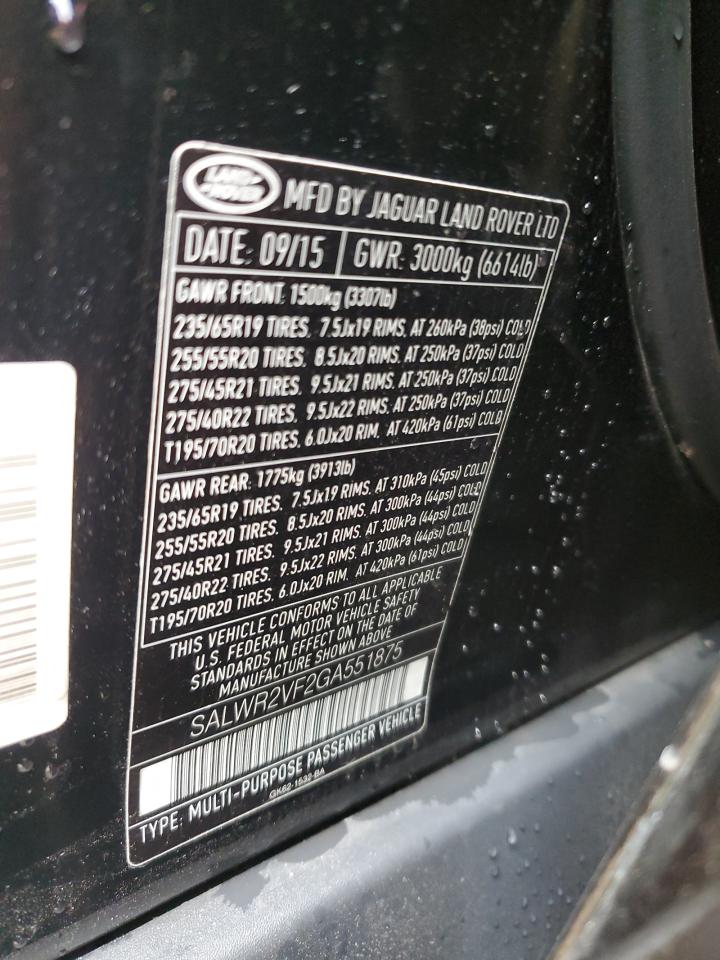 LAND ROVER
MFD BY JAGUAR LAND ROVER LTD
DATE: 09/15 GWR: 3000kg (6614lb)
GAWR FRONT: 1500kg (3307lb)
235/65R19 TIRES, 7.5Jx19 RIMS, AT 260kPa (38psi) COLD
255/55R20 TIRES, 8.5Jx20 RIMS, AT 250kPa (37psi) COLD
275/45R21 TIRES, 9.5Jx21 RIMS, AT 250kPa (37psi) COLD
275/40R22 TIRES, 9.5Jx22 RIMS, AT 250kPa (37psi) COLD
T195/70R20 TIRES, 6.0Jx20 RIM, AT 420kPa (61psi) COLD
GAWR REAR: 1775kg (3913lb)
235/65R19 TIRES, 7.5Jx19 RIMS, AT 310kPa (45psi) COLD
255/55R20 TIRES, 8.5Jx20 RIMS, AT 300kPa (44psi) COLD
275/45R21 TIRES, 9.5Jx21 RIMS, AT 300kPa (44psi) COLD
275/40R22 TIRES, 9.5Jx22 RIMS, AT 300kPa (44psi) COLD
T195/70R20 TIRES, 6.0Jx20 RIM, AT 420kPa (61psi) COLD
THIS VEHICLE CONFORMS TO ALL APPLICABLE
U.S. FEDERAL MOTOR VEHICLE SAFETY
STANDARDS IN EFFECT ON THE DATE OF
MANUFACTURE SHOWN ABOVE
SALWR2VF2GA551875
TYPE: MULTI-PURPOSE PASSENGER VEHICLE
GK62-1532-BA